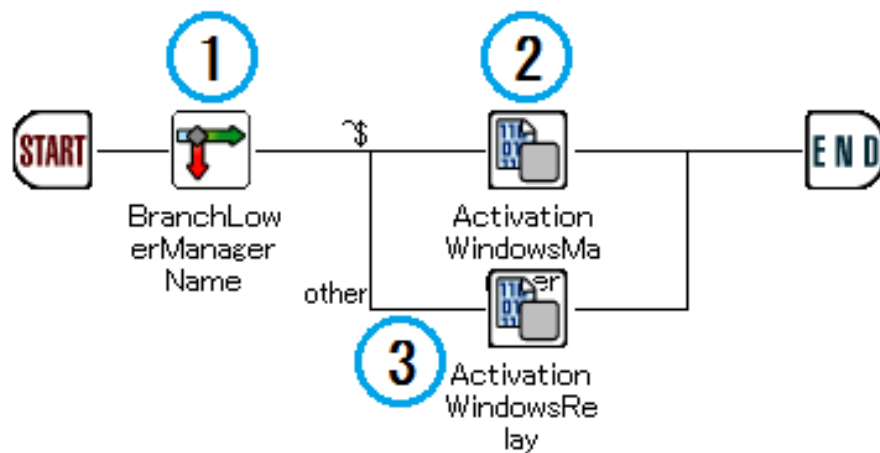 1
2
START
^$
END
BranchLow
erManager
Name
Activation
WindowsMa
other
3
Activation
WindowsRe
lay